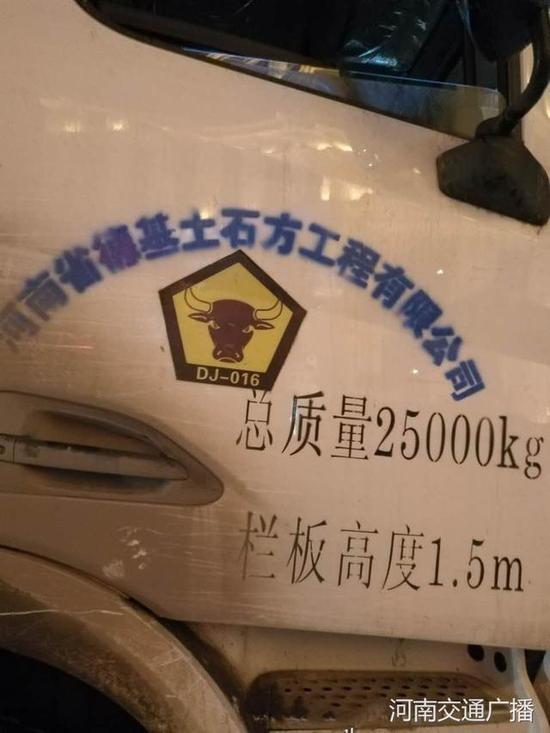 河南省德基土石方工程有限公司
DJ-016
总质量25000kg
栏板高度1.5m
河南交通广播